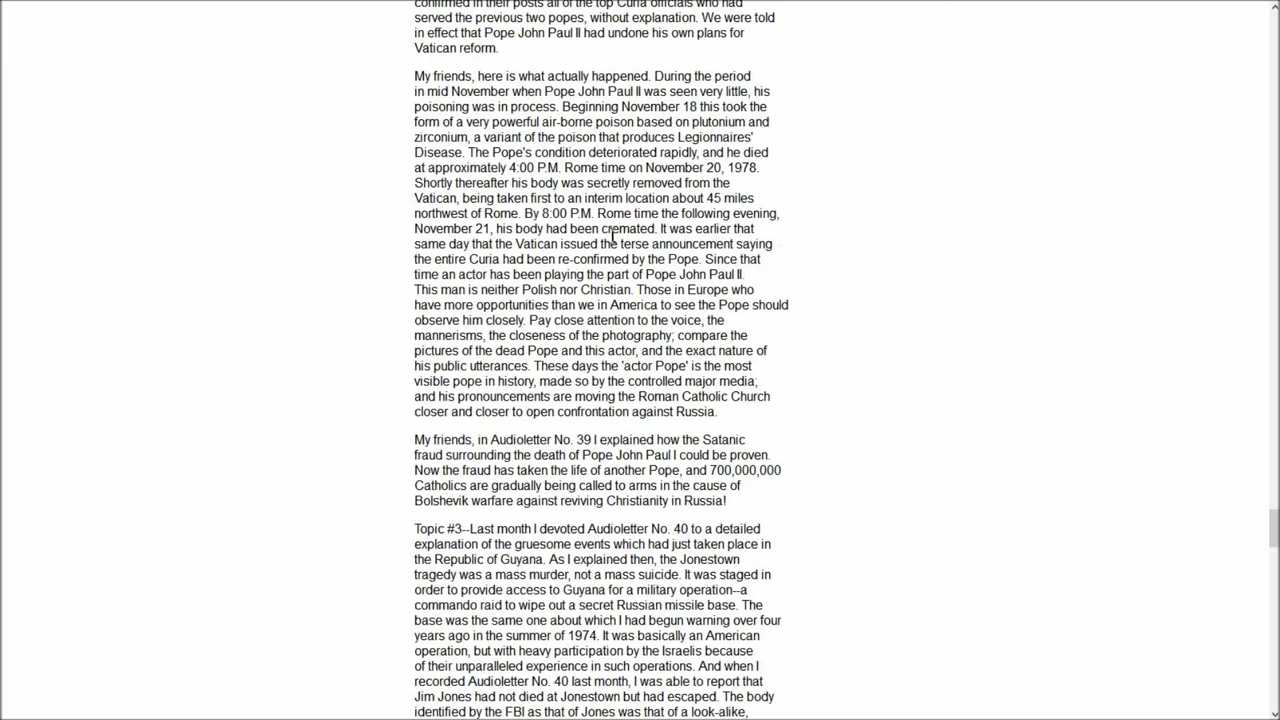 confirmed in their posts all of the top Curia officials who had
served the previous two popes, without explanation. We were told
in effect that Pope John Paul II had undone his own plans for
Vatican reform.
My friends, here is what actually happened. During the period
in mid November when Pope John Paul II was seen very little, his
poisoning was in process. Beginning November 18 this took the
form of a very powerful air-borne poison based on plutonium and
zirconium, a variant of the poison that produces Legionnaires'
Disease. The Pope's condition deteriorated rapidly, and he died
at approximately 4:00 P.M. Rome time on November 20, 1978.
Shortly thereafter his body was secretly removed from the
Vatican, being taken first to an interim location about 45 miles
northwest of Rome. By 8:00 P.M. Rome time the following evening,
November 21, his body had been cremated. It was earlier that
same day that the Vatican issued the terse announcement saying
the entire Curia had been re-confirmed by the Pope. Since that
time an actor has been playing the part of Pope John Paul II.
This man is neither Polish nor Christian. Those in Europe who
have more opportunities than we in America to see the Pope should
observe him closely. Pay close attention to the voice, the
mannerisms, the closeness of the photography; compare the
pictures of the dead Pope and this actor, and the exact nature of
his public utterances. These days the 'actor Pope' is the most
visible pope in history, made so by the controlled major media;
and his pronouncements are moving the Roman Catholic Church
closer and closer to open confrontation against Russia.
My friends, in Audioletter No. 39 I explained how the Satanic
fraud surrounding the death of Pope John Paul I could be proven.
Now the fraud has taken the life of another Pope, and 700,000,000
Catholics are gradually being called to arms in the cause of
Bolshevik warfare against reviving Christianity in Russia!
Topic #3--Last month I devoted Audioletter No. 40 to a detailed
explanation of the gruesome events which had just taken place in
the Republic of Guyana. As I explained then, the Jonestown
tragedy was a mass murder, not a mass suicide. It was staged in
order to provide access to Guyana for a military operation--a
commando raid to wipe out a secret Russian missile base. The
base was the same one about which I had begun warning over four
years ago in the summer of 1974. It was basically an American
operation, but with heavy participation by the Israelis because
of their unparalleled experience in such operations. And when I
recorded Audioletter No. 40 last month, I was able to report that
Jim Jones had not died at Jonestown but had escaped. The body
identified by the FBI as that of Jones was that of a look-alike,